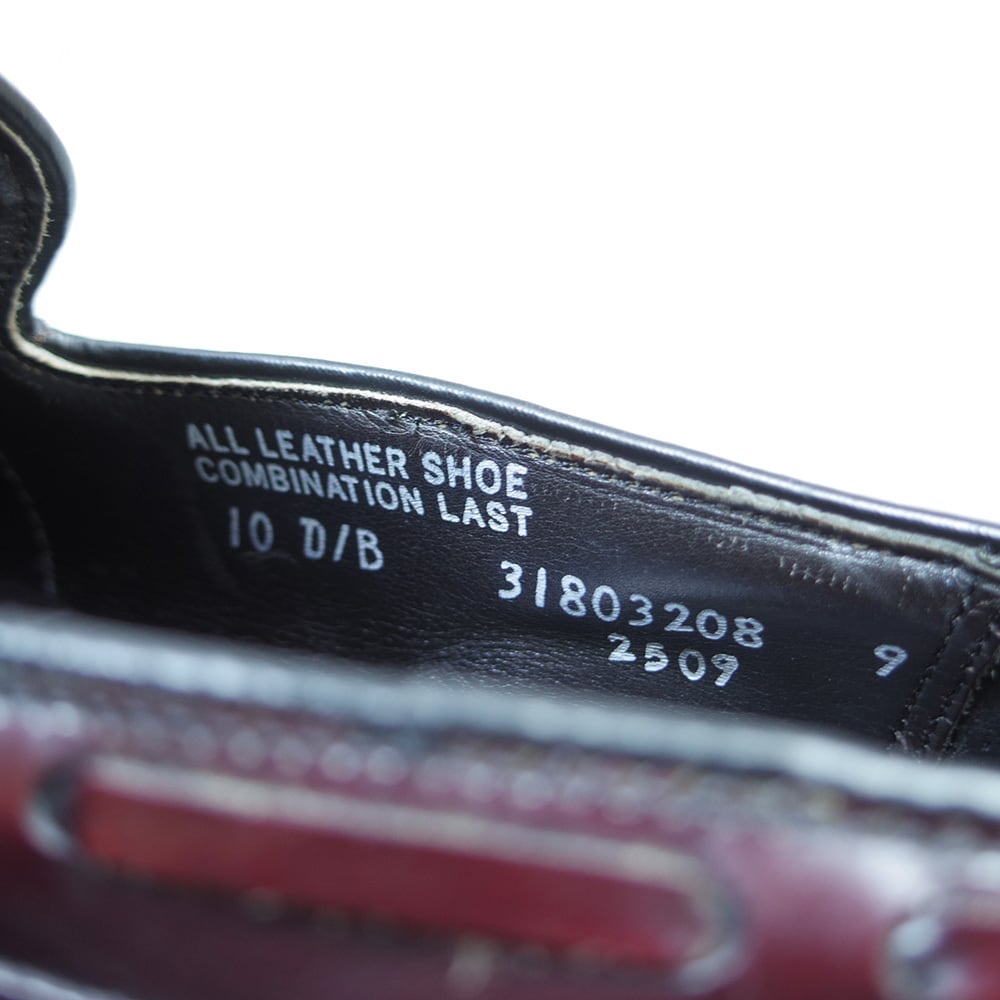 ALL LEATHER SHOE
COMBINATION LAST
10 D/B
31803208
2509
9